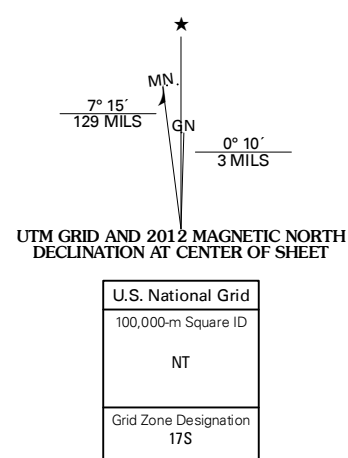 ★
MN
7° 15´
129 MILS
GN
0° 10´
3 MILS
UTM GRID AND 2012 MAGNETIC NORTH
DECLINATION AT CENTER OF SHEET
U.S. National Grid
100,000-m Square ID
NT
Grid Zone Designation
17S